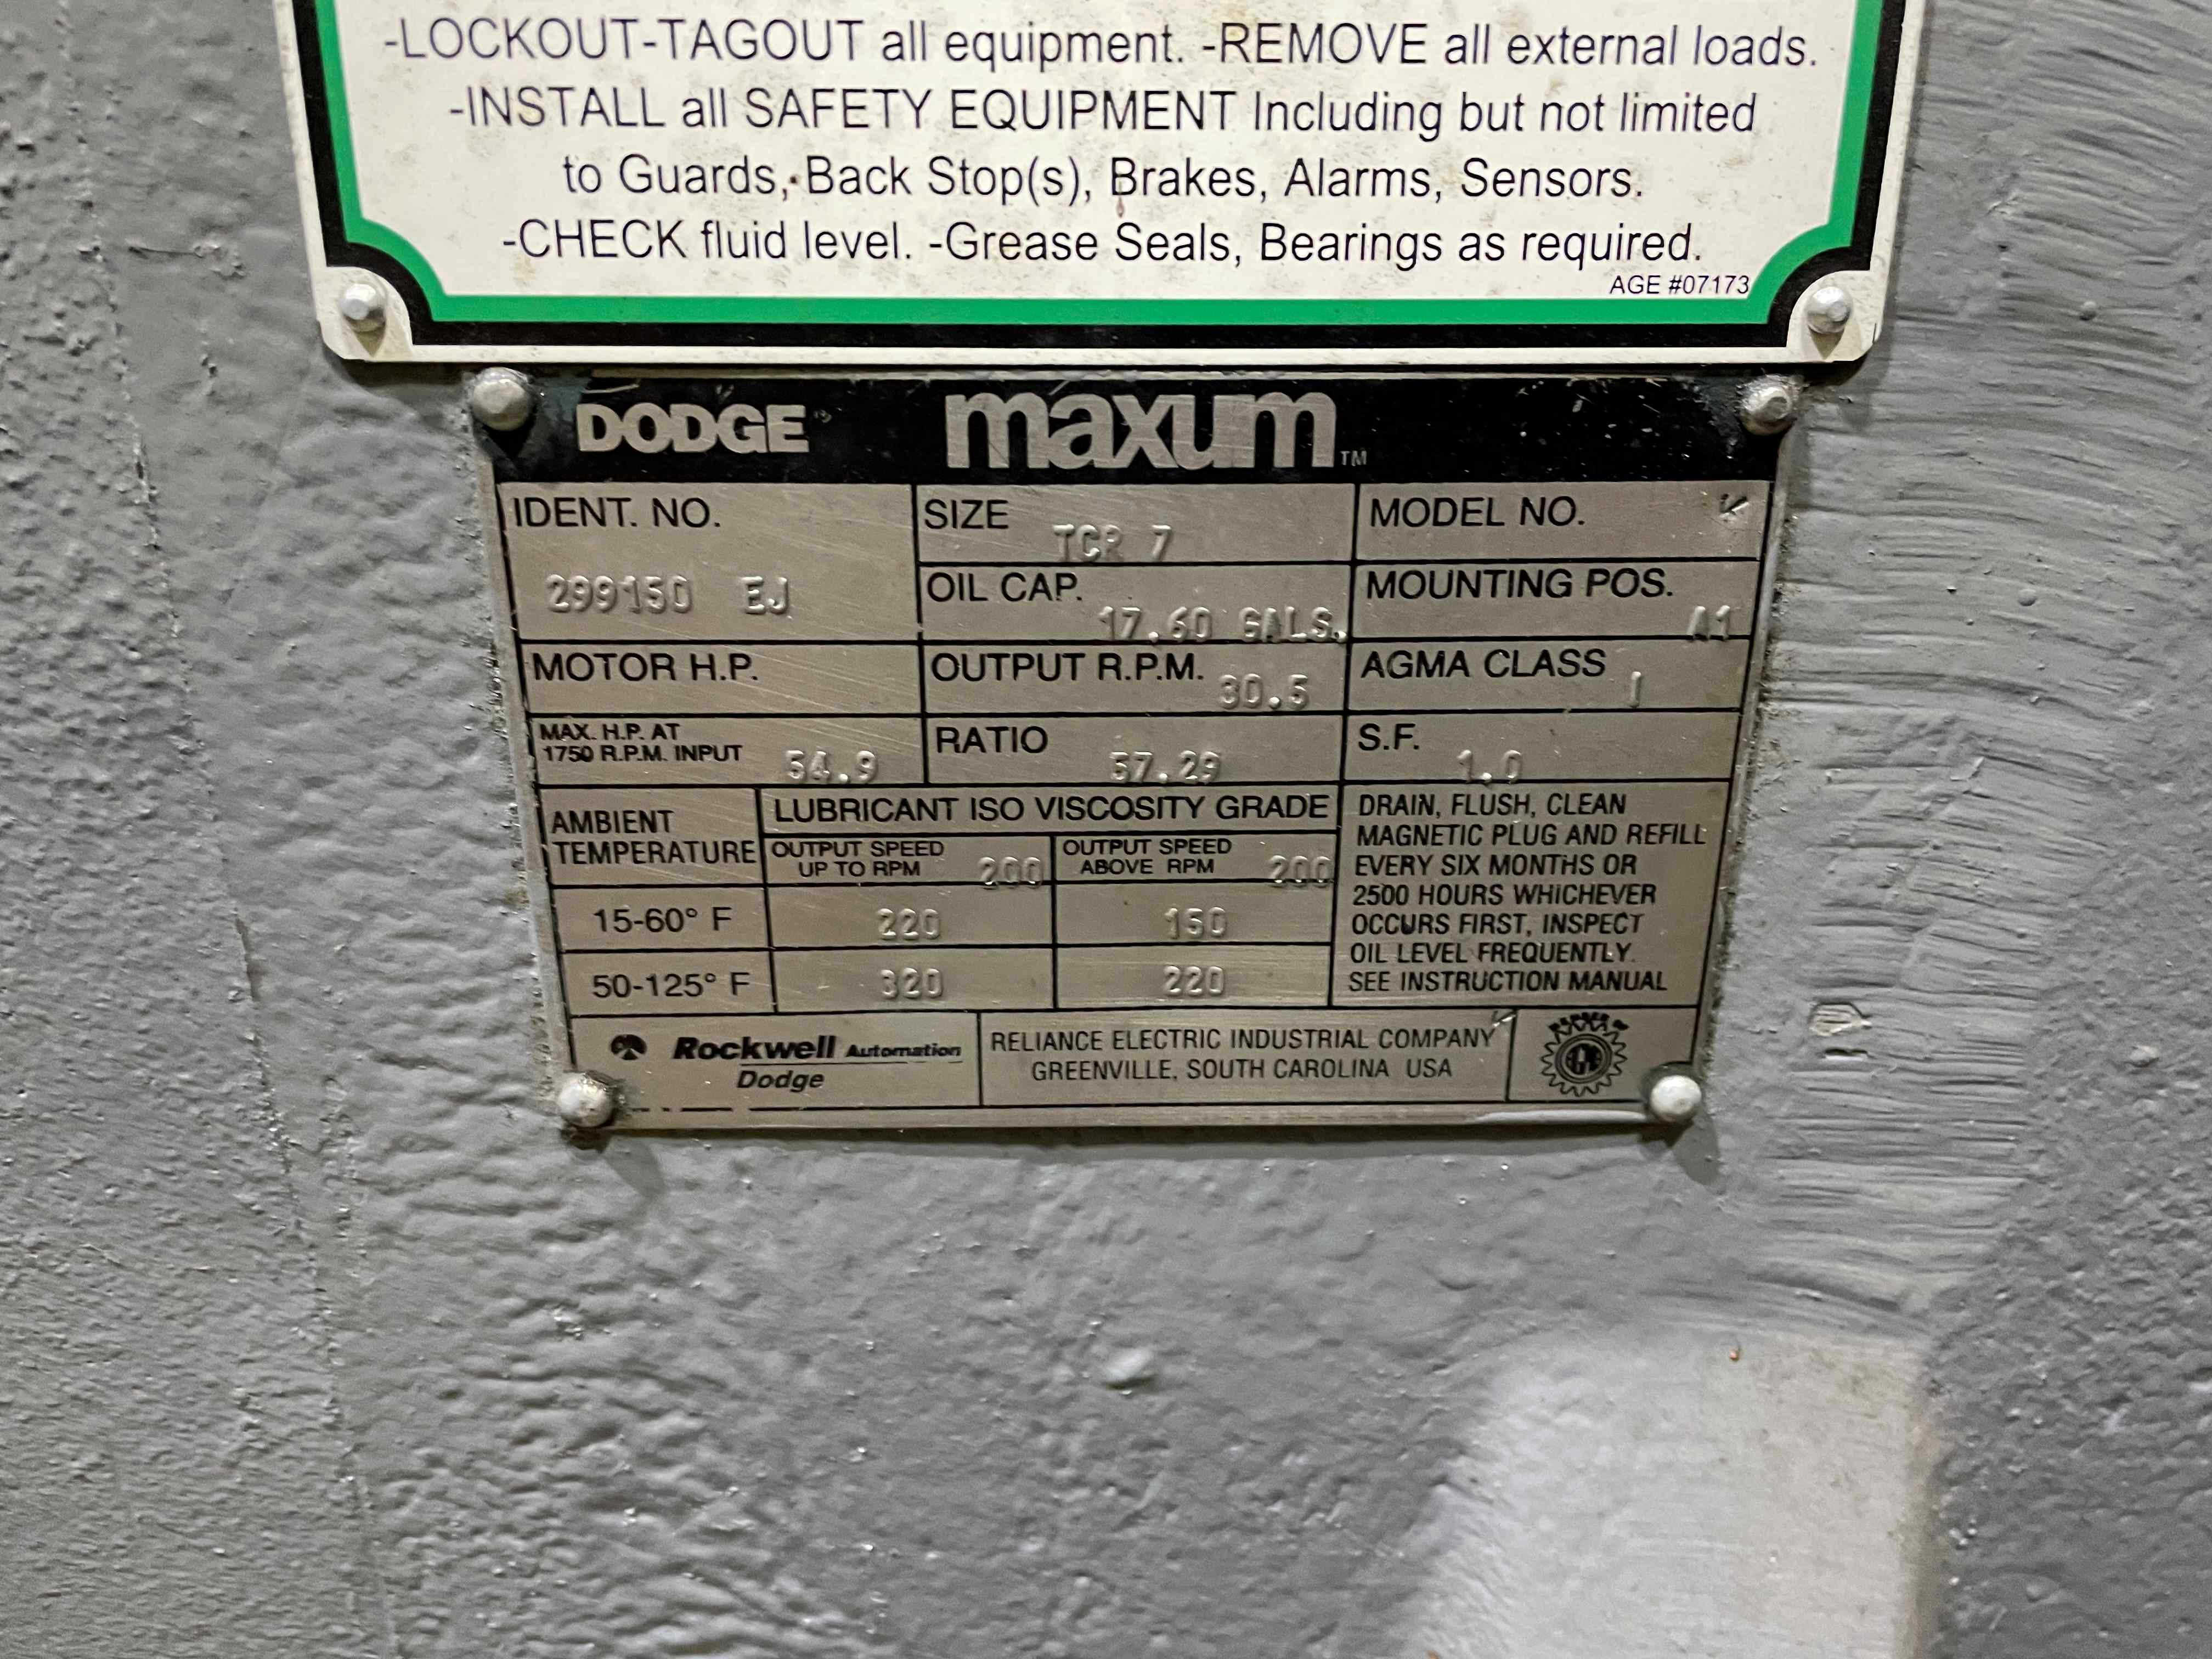 -LOCKOUT-TAGOUT all equipment. -REMOVE all external loads.
-INSTALL all SAFETY EQUIPMENT Including but not limited
to Guards, Back Stop(s), Brakes, Alarms, Sensors.
-CHECK fluid level. -Grease Seals, Bearings as required.
AGE #07173
DODGE maxum TM
IDENT. NO.
299150 EJ
SIZE
TCR 7
MODEL NO.
OIL CAP.
17.60 GALS.
MOUNTING POS.
A1
MOTOR H.P.
OUTPUT R.P.M. 30.5
AGMA CLASS I
MAX. H.P. AT
1750 R.P.M. INPUT 54.9
RATIO 57.29
S.F. 1.0
AMBIENT
TEMPERATURE
LUBRICANT ISO VISCOSITY GRADE
OUTPUT SPEED
UP TO RPM 200
OUTPUT SPEED
ABOVE RPM 200
15-60° F 220 150
50-125° F 320 220
DRAIN, FLUSH, CLEAN
MAGNETIC PLUG AND REFILL
EVERY SIX MONTHS OR
2500 HOURS WHICHEVER
OCCURS FIRST, INSPECT
OIL LEVEL FREQUENTLY.
SEE INSTRUCTION MANUAL
Rockwell Automation
Dodge
RELIANCE ELECTRIC INDUSTRIAL COMPANY
GREENVILLE, SOUTH CAROLINA USA